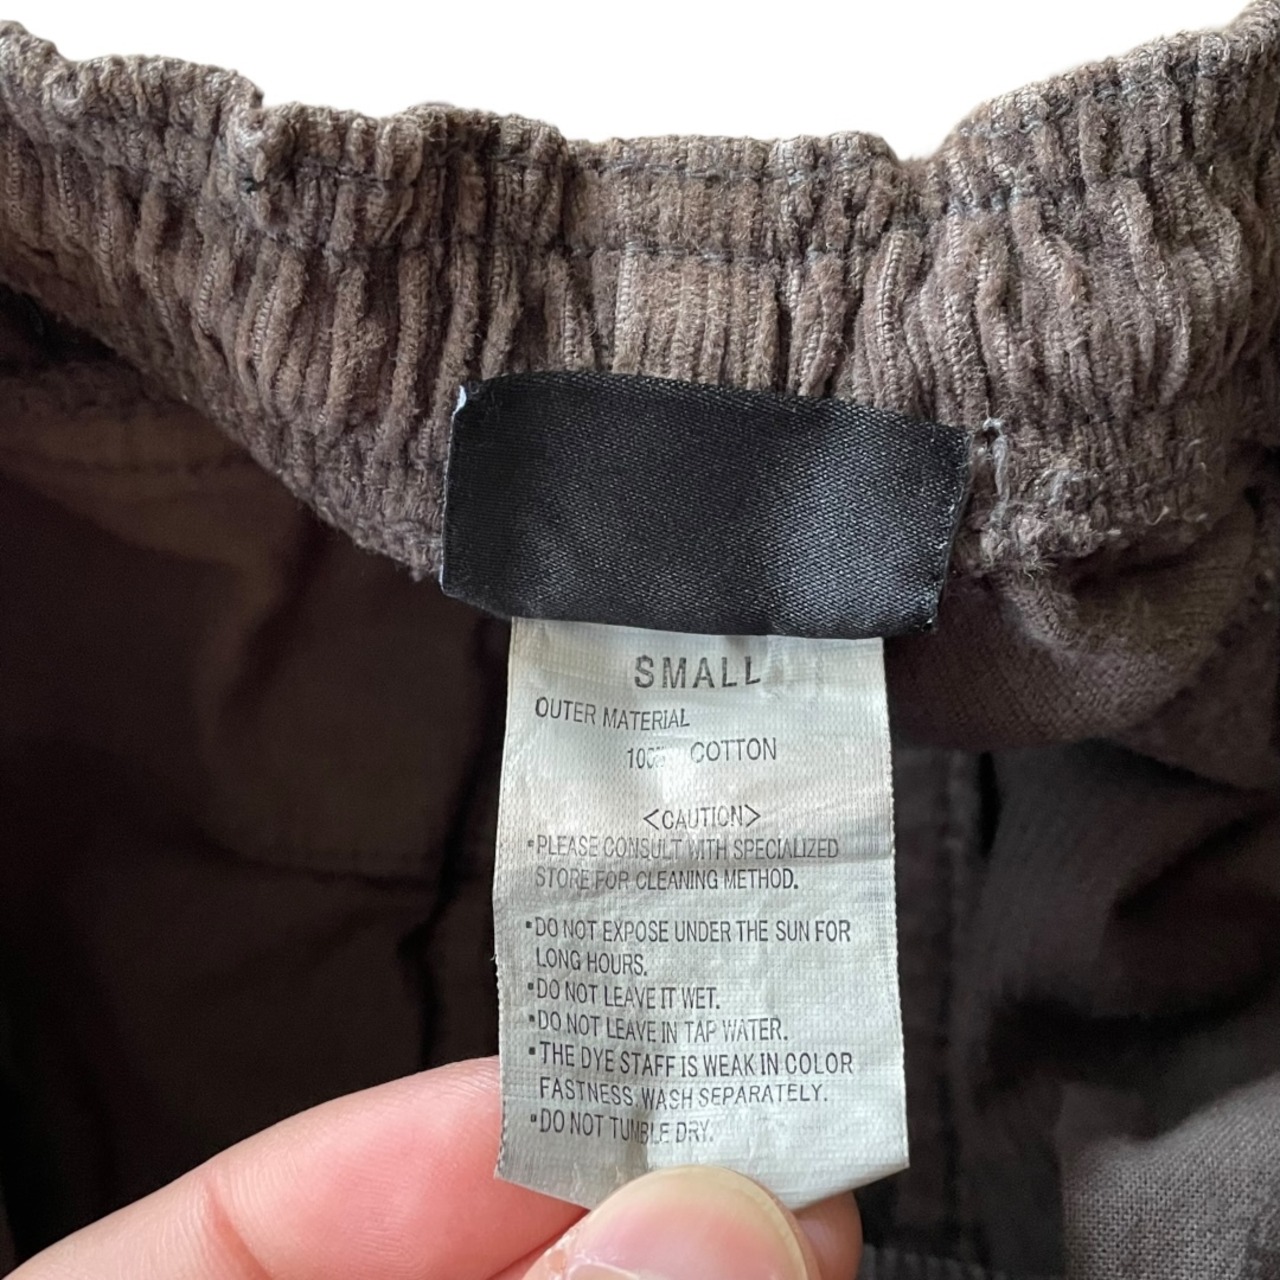 SMALL
OUTER MATERIAL
100% COTTON
<CAUTION>
▪PLEASE CONSULT WITH SPECIALIZED
STORE FOR CLEANING METHOD.
▪DO NOT EXPOSE UNDER THE SUN FOR
LONG HOURS.
▪DO NOT LEAVE IT WET.
▪DO NOT LEAVE IN TAP WATER.
▪THE DYE STAFF IS WEAK IN COLOR
FASTNESS. WASH SEPARATELY.
▪DO NOT TUMBLE DRY.